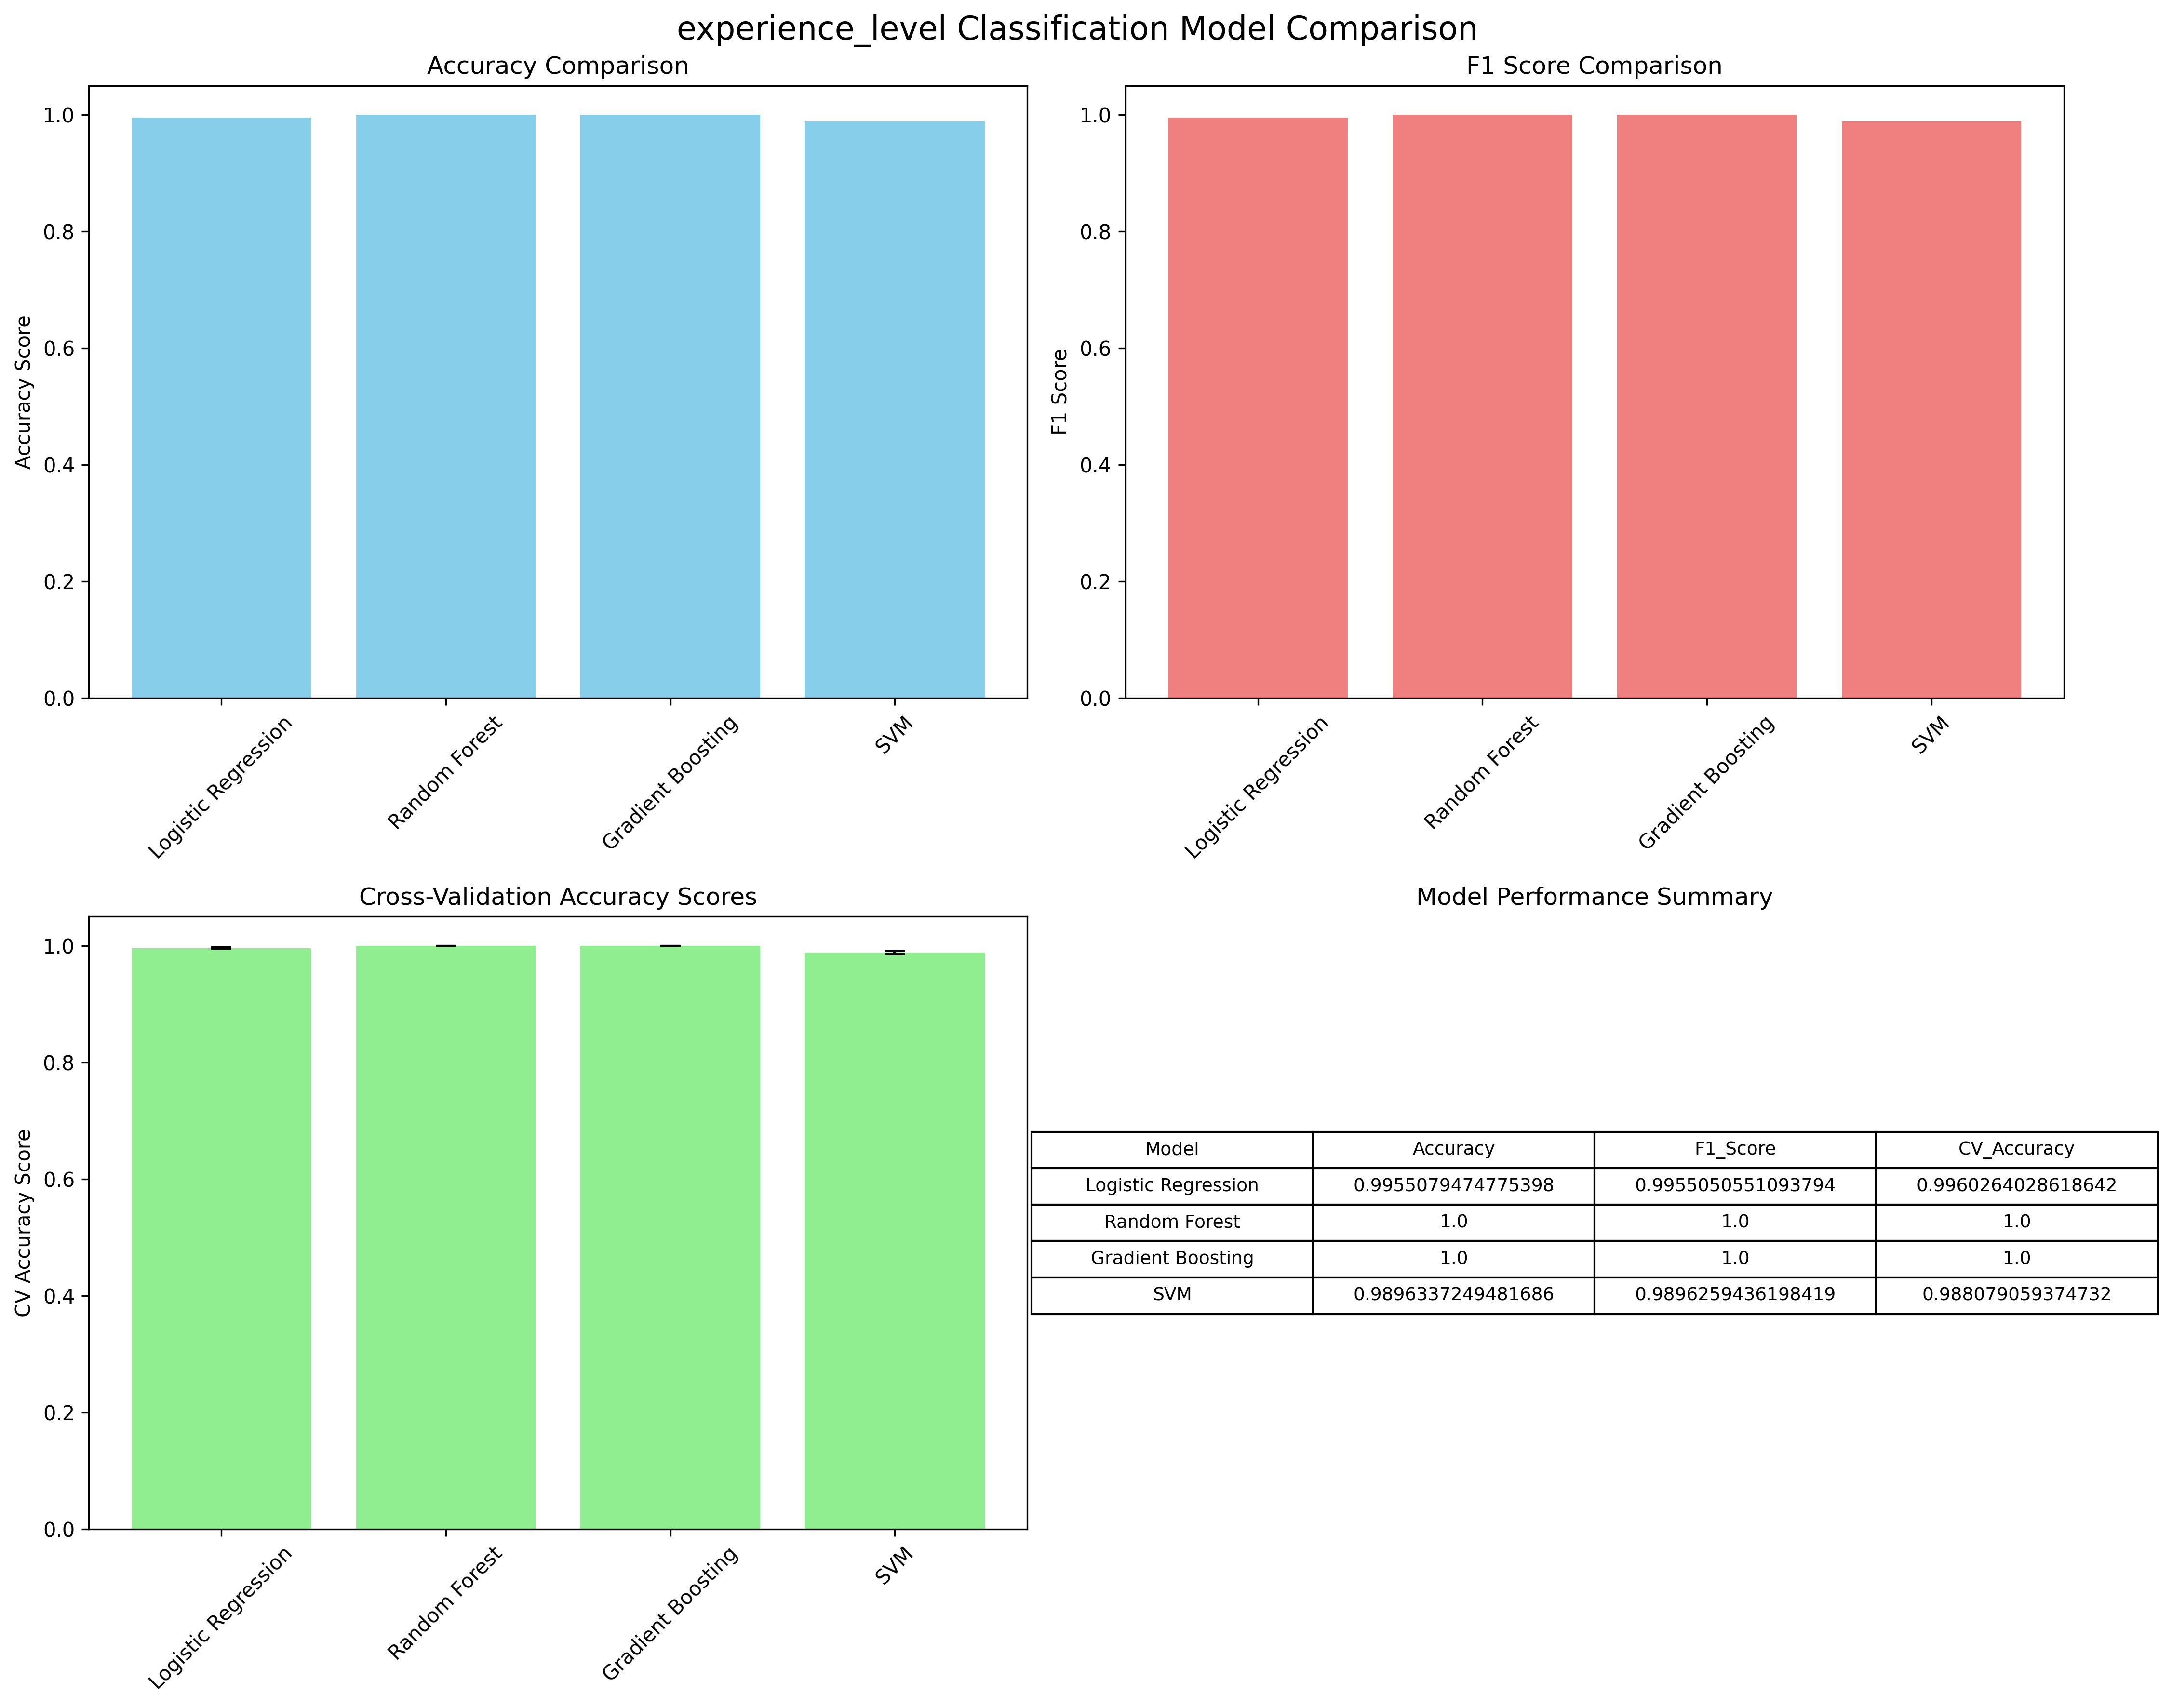 experience_level Classification Model Comparison
Accuracy Comparison
Accuracy Score
1.0
0.8
0.6
0.4
0.2
0.0
Logistic Regression
Random Forest
Gradient Boosting
SVM
F1 Score Comparison
F1 Score
1.0
0.8
0.6
0.4
0.2
0.0
Logistic Regression
Random Forest
Gradient Boosting
SVM
Cross-Validation Accuracy Scores
CV Accuracy Score
1.0
0.8
0.6
0.4
0.2
0.0
Logistic Regression
Random Forest
Gradient Boosting
SVM
Model Performance Summary
Model Accuracy F1_Score CV_Accuracy
Logistic Regression 0.9955079474775398 0.9955050551093794 0.9960264028618642
Random Forest 1.0 1.0 1.0
Gradient Boosting 1.0 1.0 1.0
SVM 0.9896337249481686 0.9896259436198419 0.988079059374732